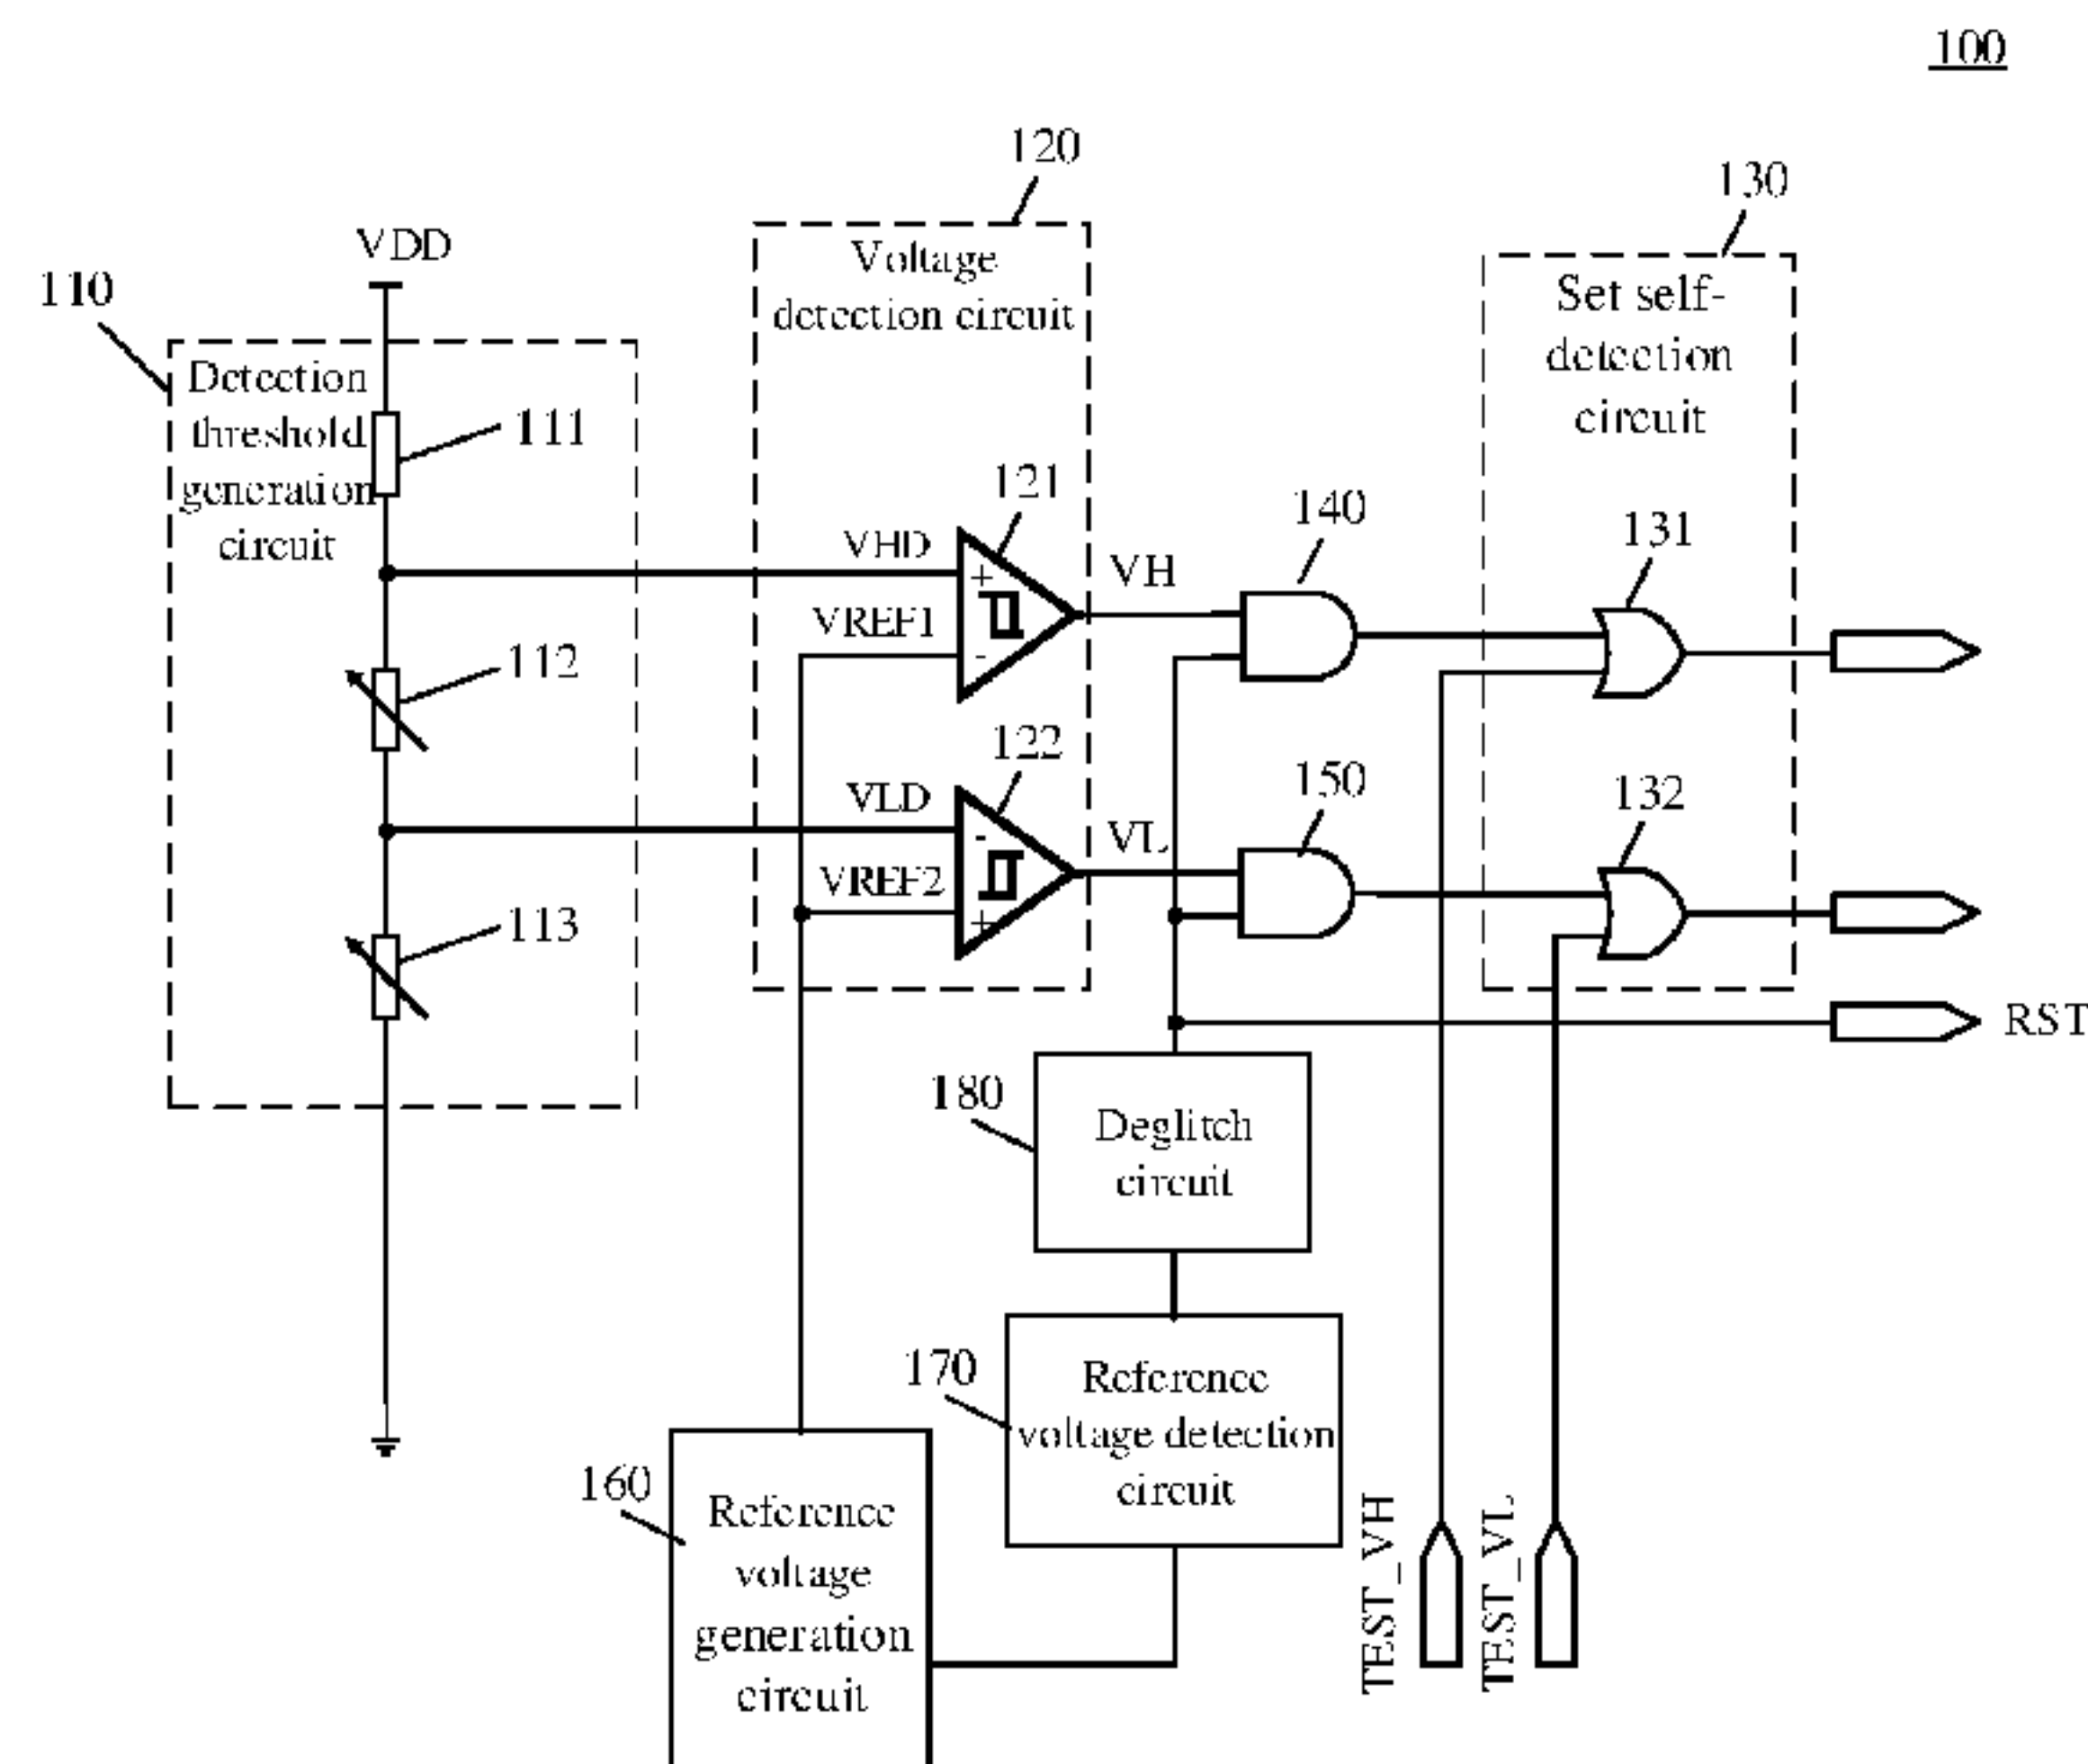 100
120
130
VDD
110
Voltage
detection circuit
Set self-
detection
circuit
Detection
threshold
generation
circuit
111
121
140
131
VHD
+
VH
VREF1
-
112
122
150
132
VLD
-
VL
VREF2
+
113
RST
180
Deglitch
circuit
170
Reference
voltage detection
circuit
160
Reference
voltage
generation
circuit
TEST_VH
TEST_VL